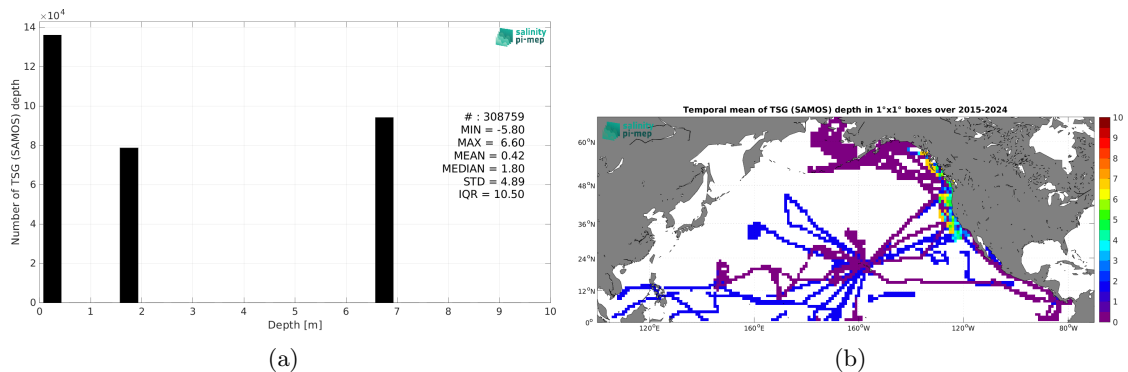 ×10⁴
14
12
10
8
6
4
2
0
Number of TSG (SAMOS) depth
salinity
pi-mep
# : 308759
MIN = -5.80
MAX = 6.60
MEAN = 0.42
MEDIAN = 1.80
STD = 4.89
IQR = 10.50
0 1 2 3 4 5 6 7 8 9 10
Depth [m]
(a)
Temporal mean of TSG (SAMOS) depth in 1°x1° boxes over 2015-2024
salinity
pi-mep
60°N
48°N
36°N
24°N
12°N
0°
120°E 160°E 160°W 120°W 80°W
10
9
8
7
6
5
4
3
2
1
0
(b)